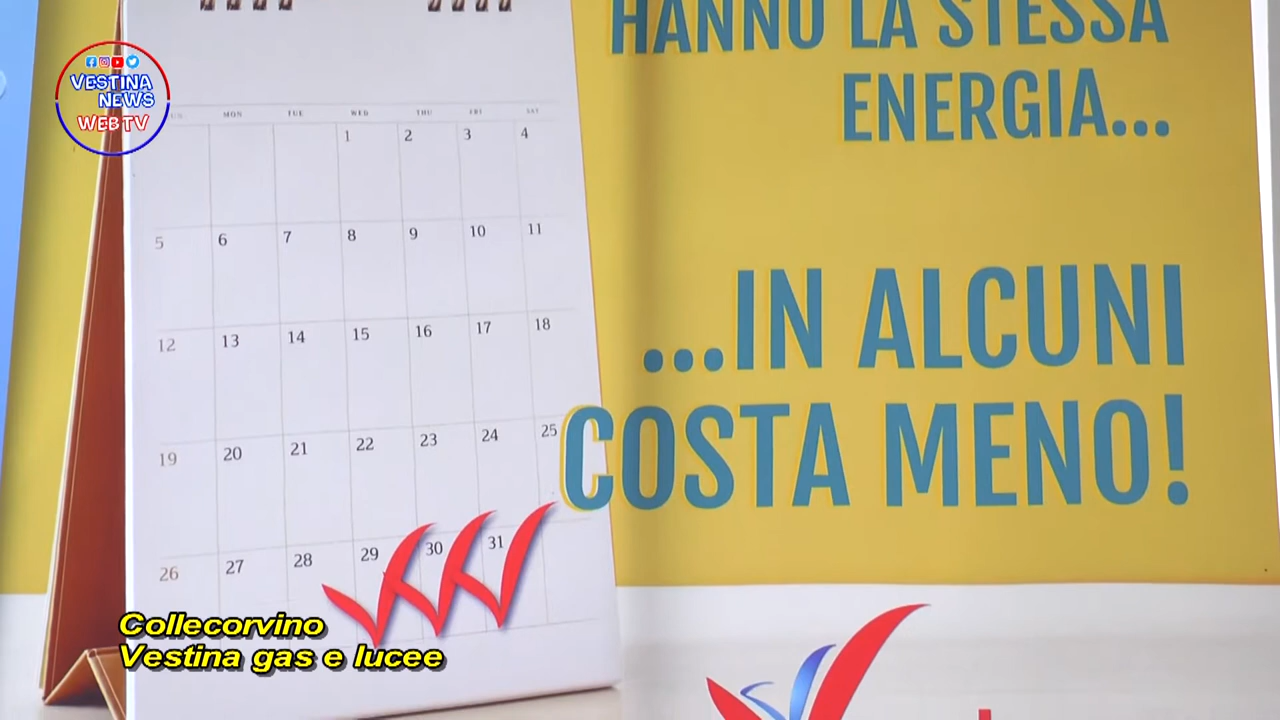 HANNO LA STESSA
ENERGIA...
...IN ALCUNI
COSTA MENO!
VESTINA
NEWS
WEB TV
MON TUE WED THU FRI SAT
1 2 3 4
5 6 7 8 9 10 11
12 13 14 15 16 17 18
19 20 21 22 23 24 25
26 27 28 29 30 31
Collecorvino
Vestina gas e lucee